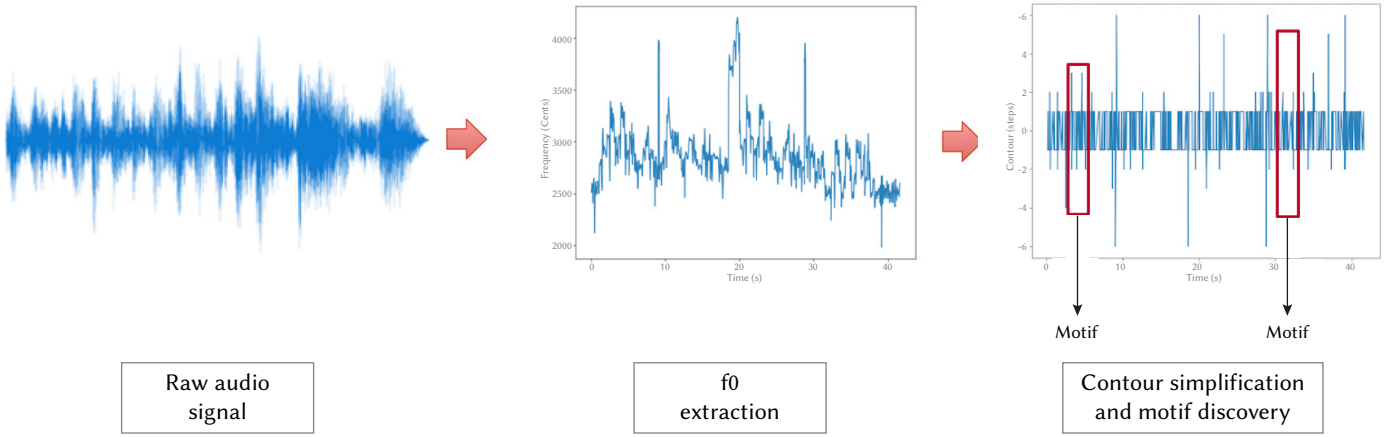 4000
3500
3000
2500
2000
Frequency (Cents)
0
10
20
30
40
Time (s)
-6
4
2
0
-2
-4
-6
Contour (steps)
0
10
20
30
40
Time (s)
Motif
Motif
Raw audio
signal
f0
extraction
Contour simplification
and motif discovery